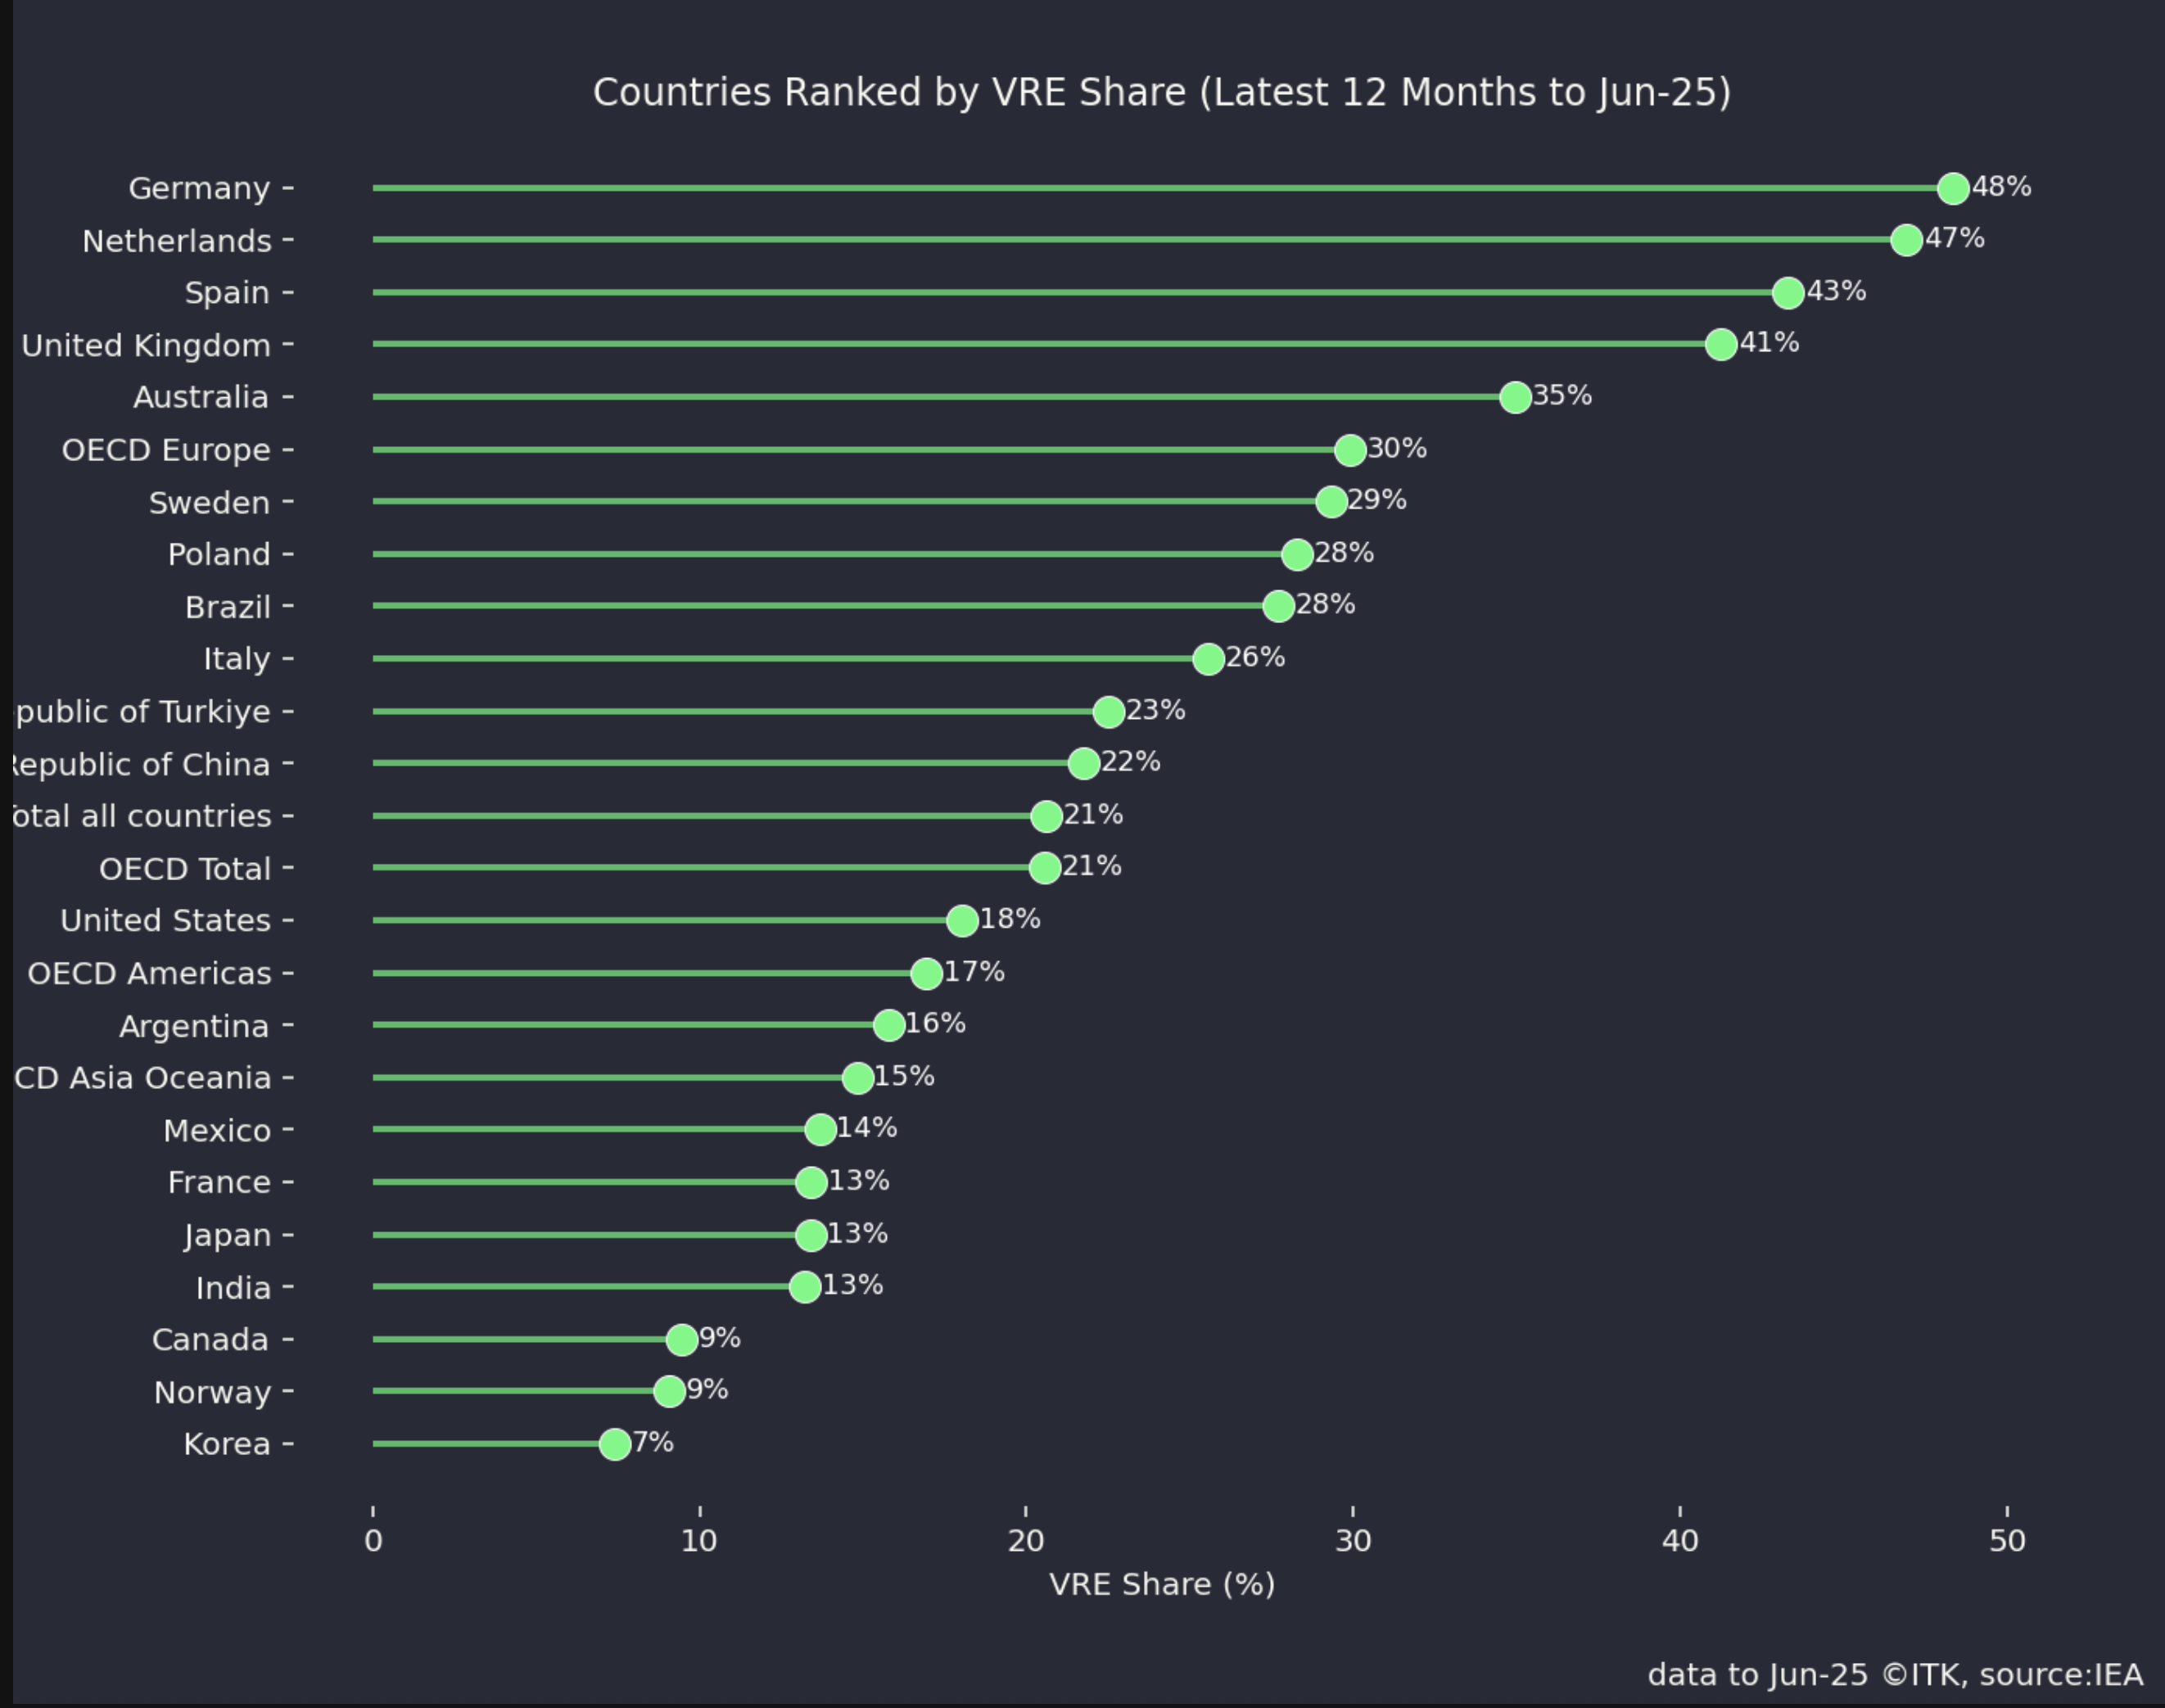 Countries Ranked by VRE Share (Latest 12 Months to Jun-25)
Germany 48%
Netherlands 47%
Spain 43%
United Kingdom 41%
Australia 35%
OECD Europe 30%
Sweden 29%
Poland 28%
Brazil 28%
Italy 26%
public of Turkiye 23%
Republic of China 22%
otal all countries 21%
OECD Total 21%
United States 18%
OECD Americas 17%
Argentina 16%
CD Asia Oceania 15%
Mexico 14%
France 13%
Japan 13%
India 13%
Canada 9%
Norway 9%
Korea 7%
0 10 20 30 40 50
VRE Share (%)
data to Jun-25 ©ITK, source:IEA